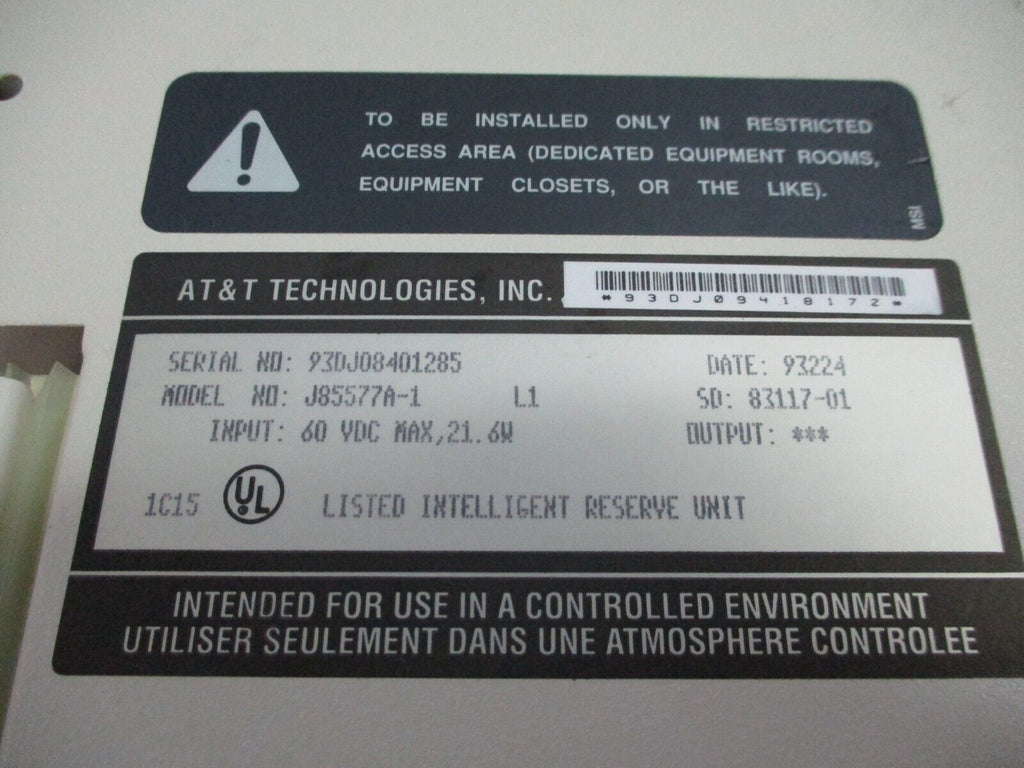 TO BE INSTALLED ONLY IN RESTRICTED
ACCESS AREA (DEDICATED EQUIPMENT ROOMS,
EQUIPMENT CLOSETS, OR THE LIKE).
MSI
AT&T TECHNOLOGIES, INC.
*93DJ09418172*
SERIAL NO: 93DJ08401285 DATE: 93224
MODEL NO: J85577A-1 L1 SD: 83117-01
INPUT: 60 VDC MAX,21.6W OUTPUT: ***
1C15 UL LISTED INTELLIGENT RESERVE UNIT
INTENDED FOR USE IN A CONTROLLED ENVIRONMENT
UTILISER SEULEMENT DANS UNE ATMOSPHERE CONTROLEE